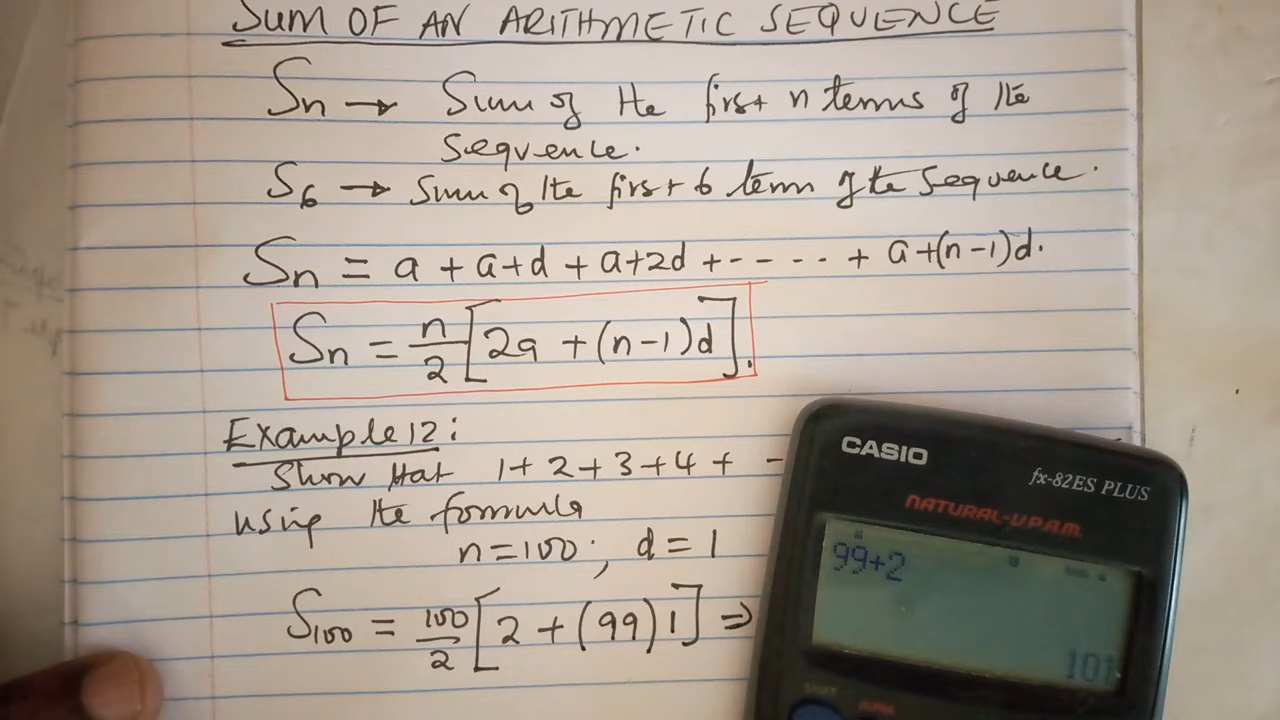 SUM OF AN ARITHMETIC SEQUENCE
Sn → Sum of the first n terms of the
sequence.
S6 → Sum of the first 6 term of the sequence.
Sn = a + a+d + a+2d + ----- + a+(n-1)d.
Sn = n/2 [2a + (n-1)d].
Example 12:
Show that 1+2+3+4+ -
using the formula
n=100; d=1
S100 = 100/2 [2 + (99)1] ⇒
CASIO
fx-82ES PLUS
NATURAL-V.P.A.M.
99+2
101
SHIFT ALPHA